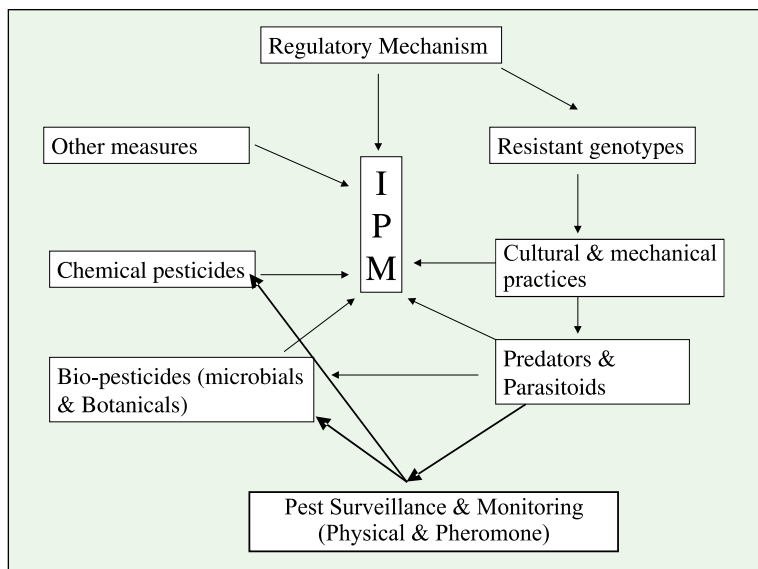 Regulatory Mechanism
Other measures
Resistant genotypes
I
P
M
Chemical pesticides
Cultural & mechanical
practices
Bio-pesticides (microbials
& Botanicals)
Predators &
Parasitoids
Pest Surveillance & Monitoring
(Physical & Pheromone)